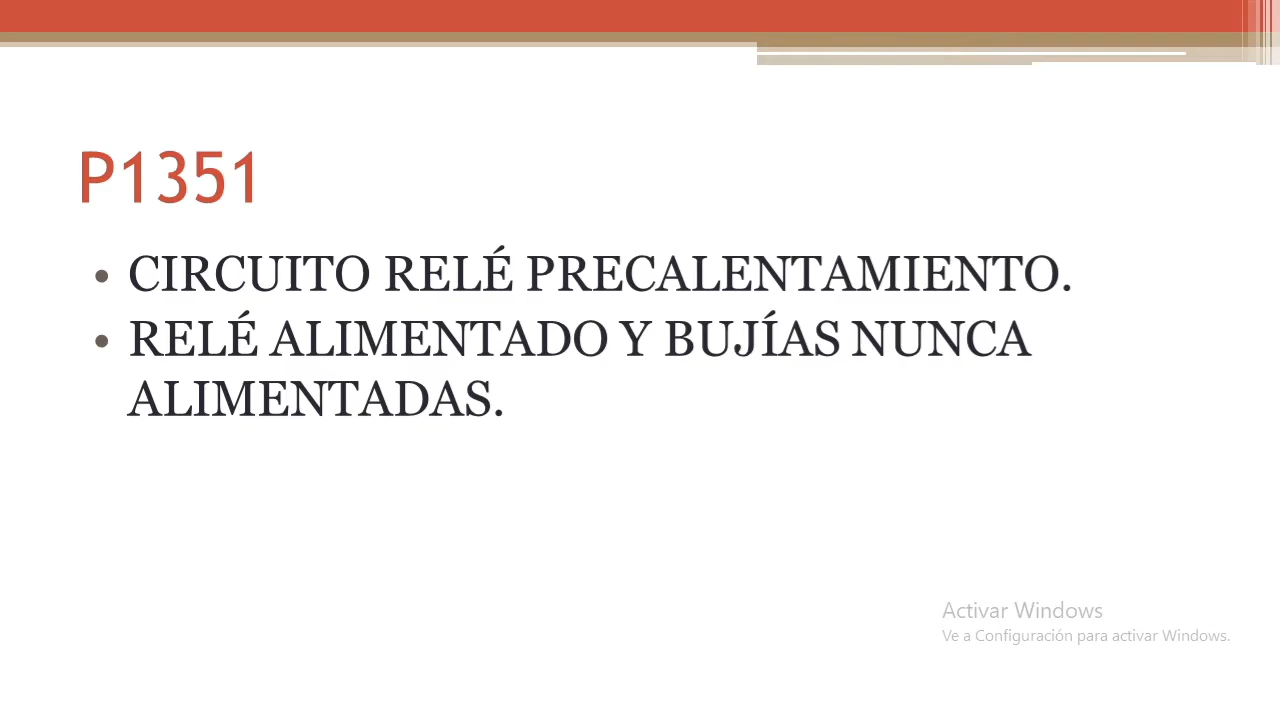 P1351
• CIRCUITO RELÉ PRECALENTAMIENTO.
• RELÉ ALIMENTADO Y BUJÍAS NUNCA
ALIMENTADAS.
Activar Windows
Ve a Configuración para activar Windows.